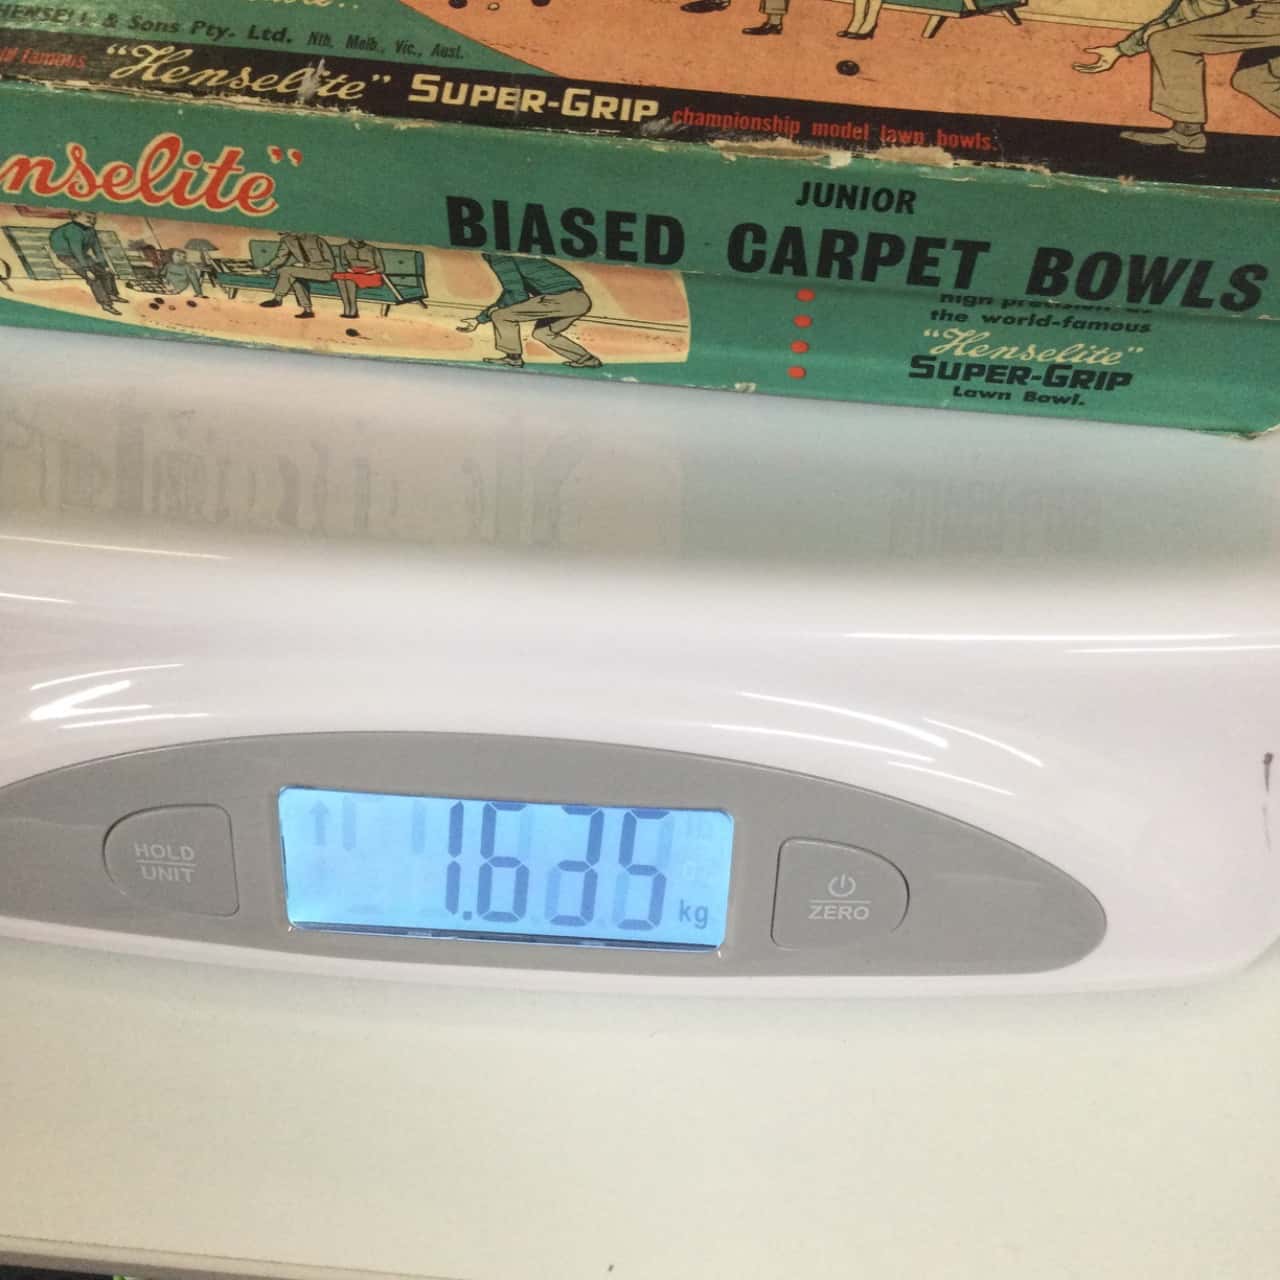 HENSELL & Sons Pty. Ltd. Nth. Melb., Vic., Aust.
famous "Henselite" SUPER-GRIP championship model lawn bowls.
nselite"
JUNIOR
BIASED CARPET BOWLS
the world-famous
"Henselite"
SUPER-GRIP
Lawn Bowl.
HOLD
UNIT
1.635 kg
ZERO